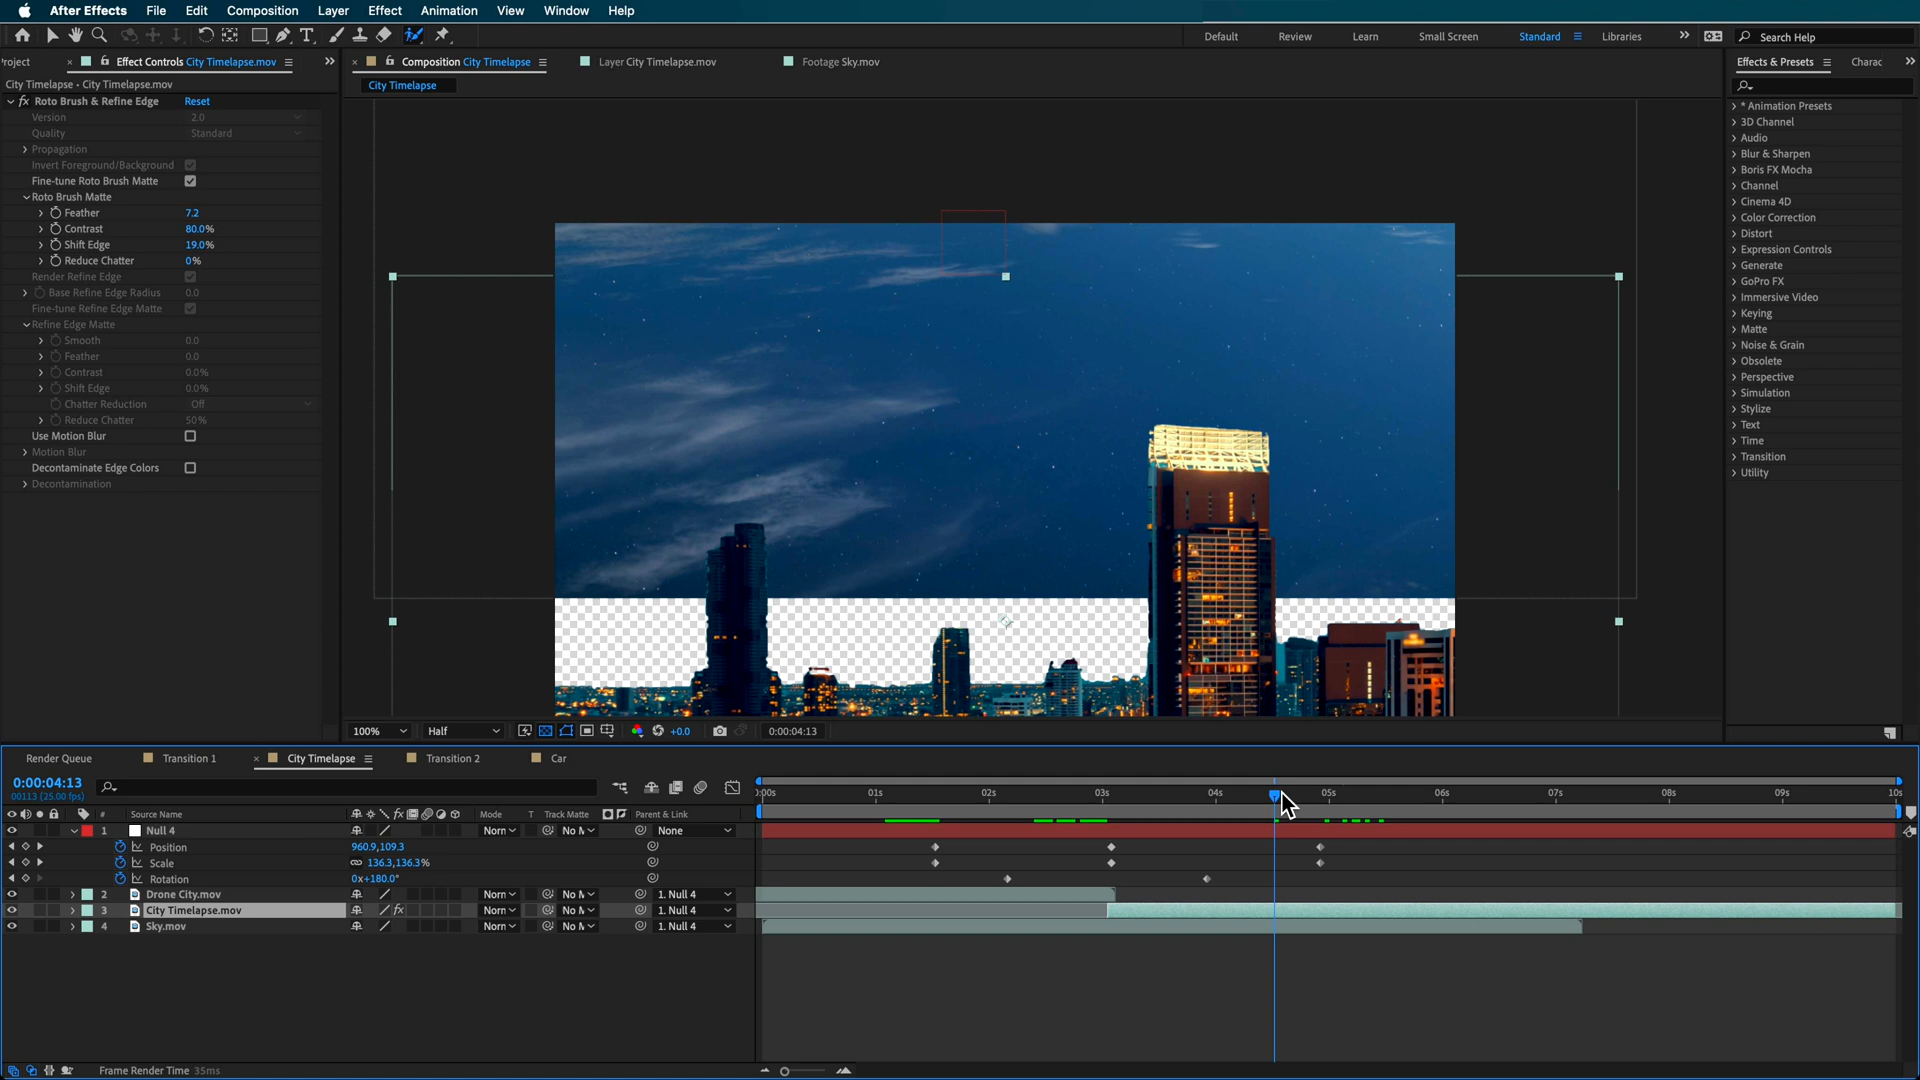 After Effects File Edit Composition Layer Effect Animation View Window Help
Default Review Learn Small Screen Standard Libraries Search Help
roject Effect Controls City Timelapse.mov
Composition City Timelapse Layer City Timelapse.mov Footage Sky.mov
Effects & Presets Charac
City Timelapse • City Timelapse.mov
City Timelapse
fx Roto Brush & Refine Edge Reset
Version 2.0
Quality Standard
Propagation
Invert Foreground/Background
Fine-tune Roto Brush Matte
Roto Brush Matte
Feather 7.2
Contrast 80.0%
Shift Edge 19.0%
Reduce Chatter 0%
Render Refine Edge
Base Refine Edge Radius 0.0
Fine-tune Refine Edge Matte
Refine Edge Matte
Smooth 0.0
Feather 0.0
Contrast 0.0%
Shift Edge 0.0%
Chatter Reduction Off
Reduce Chatter 50%
Use Motion Blur
Motion Blur
Decontaminate Edge Colors
Decontamination
* Animation Presets
3D Channel
Audio
Blur & Sharpen
Boris FX Mocha
Channel
Cinema 4D
Color Correction
Distort
Expression Controls
Generate
GoPro FX
Immersive Video
Keying
Matte
Noise & Grain
Obsolete
Perspective
Simulation
Stylize
Text
Time
Transition
Utility
100% Half +0.0 0:00:04:13
Render Queue Transition 1 City Timelapse Transition 2 Car
0:00:04:13
00113 (25.00 fps)
:00s 01s 02s 03s 04s 05s 06s 07s 08s 09s 10s
# Source Name fx Mode T Track Matte Parent & Link
1 Null 4 Norn No M None
Position 960.9,109.3
Scale 136.3,136.3%
Rotation 0x+180.0°
2 Drone City.mov Norn No M 1. Null 4
3 City Timelapse.mov fx Norn No M 1. Null 4
4 Sky.mov Norn No M 1. Null 4
Frame Render Time 35ms